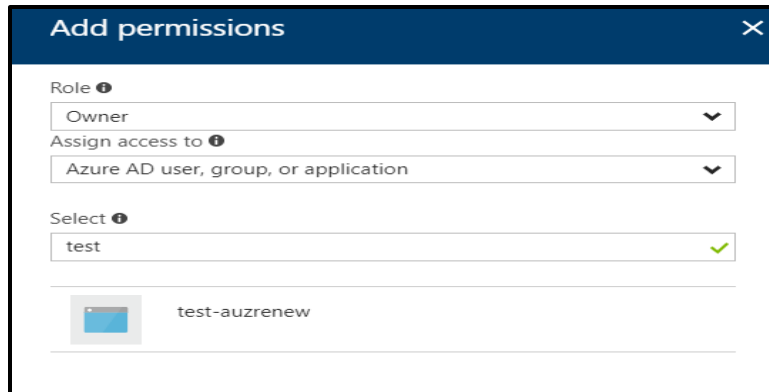 Add permissions
Role
Owner
Assign access to
Azure AD user, group, or application
Select
test
test-auzrenew